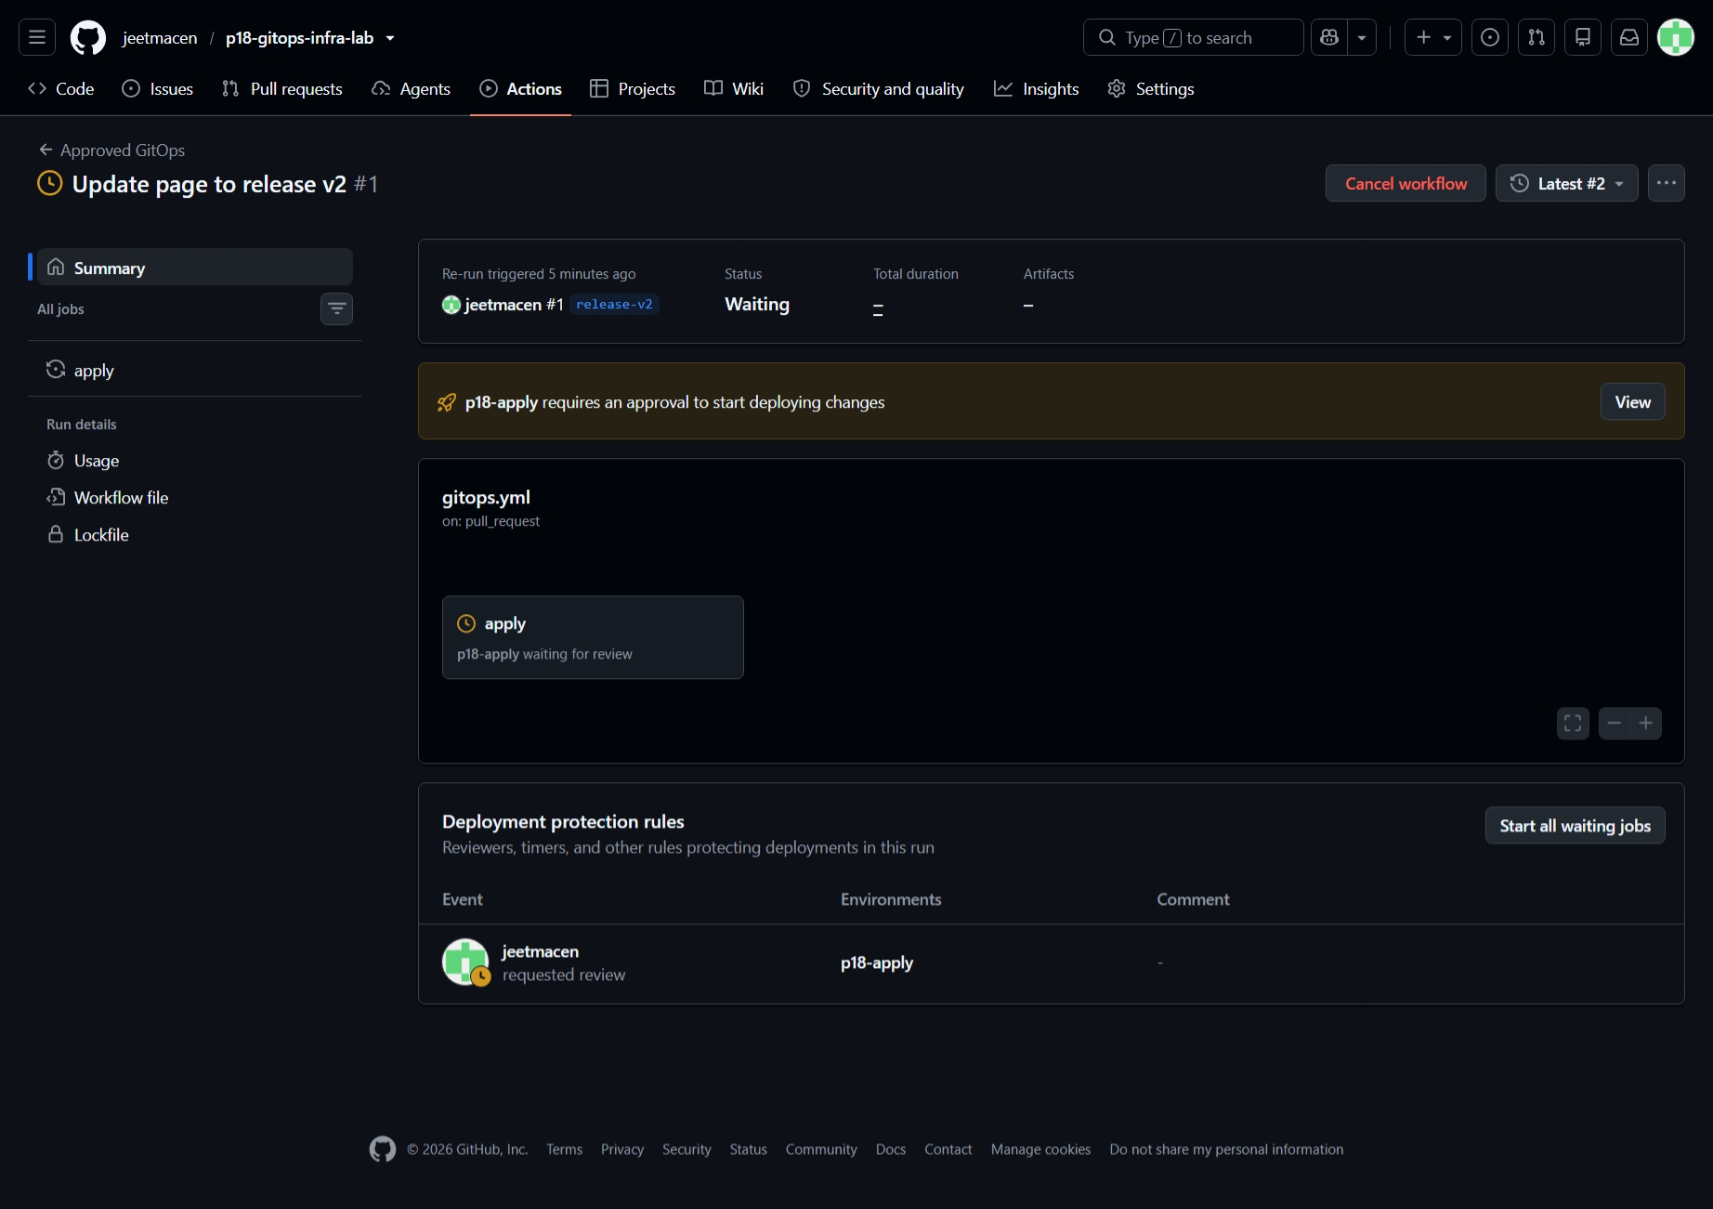 jeetmacen / p18-gitops-infra-lab
Type / to search
Code Issues Pull requests Agents Actions Projects Wiki Security and quality Insights Settings
Approved GitOps
Update page to release v2 #1
Cancel workflow
Latest #2
Summary
All jobs
apply
Run details
Usage
Workflow file
Lockfile
Re-run triggered 5 minutes ago
jeetmacen #1 release-v2
Status
Waiting
Total duration
–
Artifacts
–
p18-apply requires an approval to start deploying changes
View
gitops.yml
on: pull_request
apply
p18-apply waiting for review
Deployment protection rules
Reviewers, timers, and other rules protecting deployments in this run
Start all waiting jobs
Event Environments Comment
jeetmacen
requested review
p18-apply
-
© 2026 GitHub, Inc. Terms Privacy Security Status Community Docs Contact Manage cookies Do not share my personal information